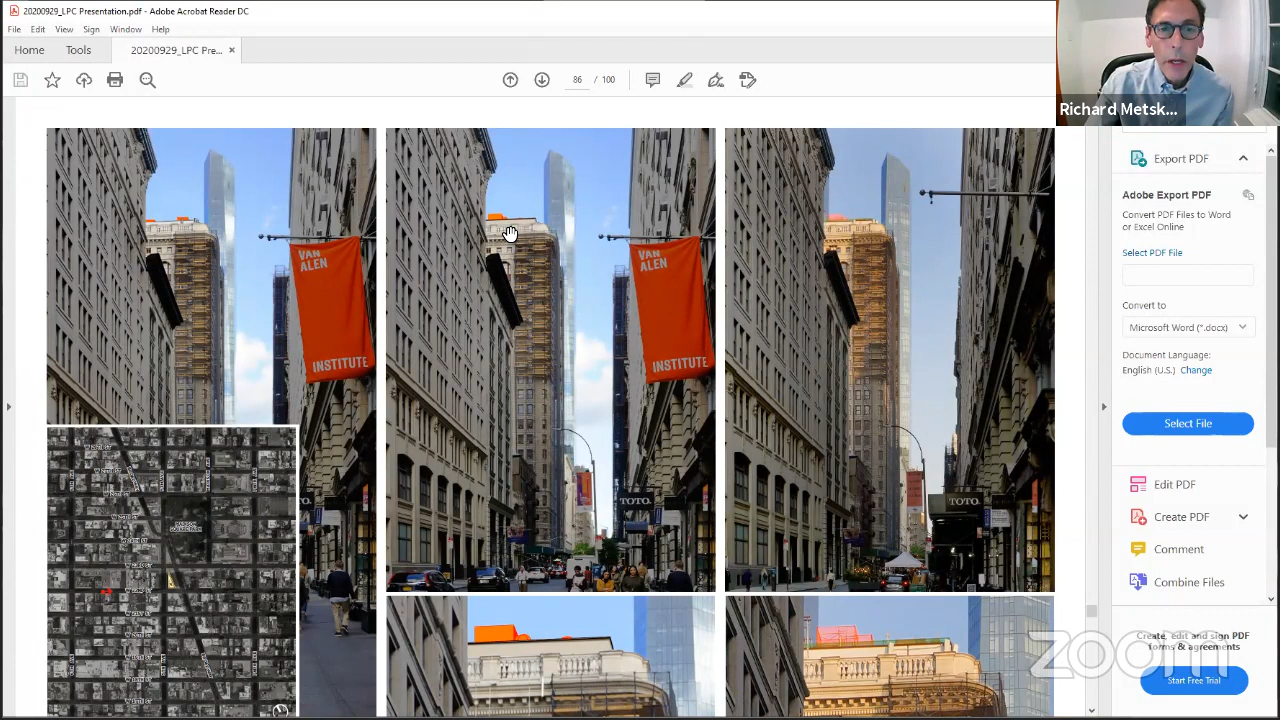 20200929_LPC Presentation.pdf - Adobe Acrobat Reader DC
File Edit View Sign Window Help
Home Tools 20200929_LPC Pre... ×
86 / 100
Richard Metsk...
Export PDF
Adobe Export PDF
Convert PDF Files to Word
or Excel Online
Select PDF File
Convert to
Microsoft Word (*.docx)
Document Language:
English (U.S.) Change
Select File
Edit PDF
Create PDF
Comment
Combine Files
Create, edit and sign PDF
forms & agreements
Start Free Trial
zoom
VAN
ALEN
INSTITUTE
VAN
ALEN
INSTITUTE
TOTO.
TOTO.